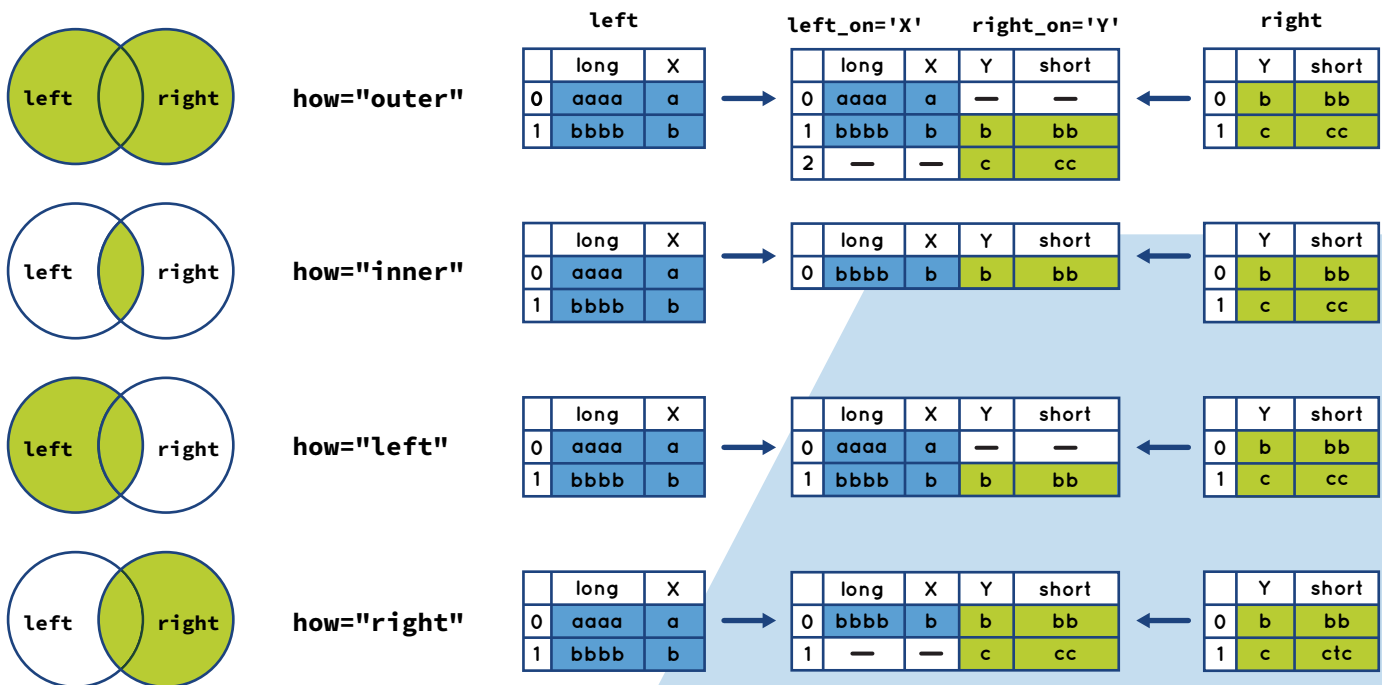 left left_on='X' right_on='Y' right
left right how="outer"
long X long X Y short Y short
0 aaaa a 0 aaaa a — — 0 b bb
1 bbbb b 1 bbbb b b bb 1 c cc
2 — — c cc
left right how="inner"
long X long X Y short Y short
0 aaaa a 0 bbbb b b bb 0 b bb
1 bbbb b 1 c cc
left right how="left"
long X long X Y short Y short
0 aaaa a 0 aaaa a — — 0 b bb
1 bbbb b 1 bbbb b b bb 1 c cc
left right how="right"
long X long X Y short Y short
0 aaaa a 0 bbbb b b bb 0 b bb
1 bbbb b 1 — — c cc 1 c ctc